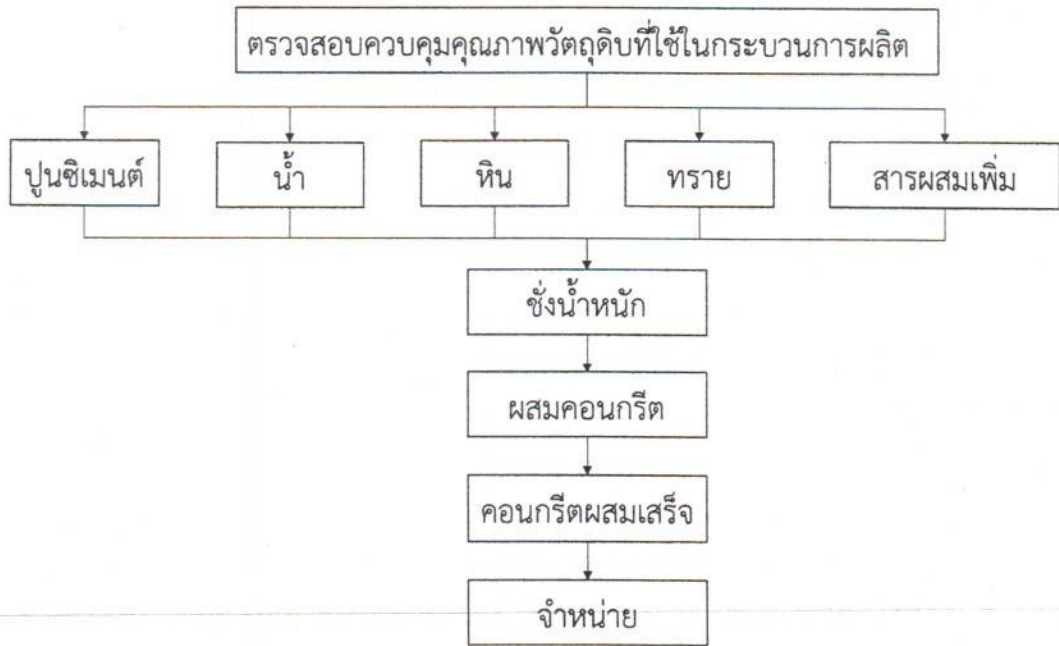 ตรวจสอบควบคุมคุณภาพวัตถุดิบที่ใช้ในกระบวนการผลิต
ปูนซิเมนต์
น้ำ
หิน
ทราย
สารผสมเพิ่ม
ชั่งน้ำหนัก
ผสมคอนกรีต
คอนกรีตผสมเสร็จ
จำหน่าย